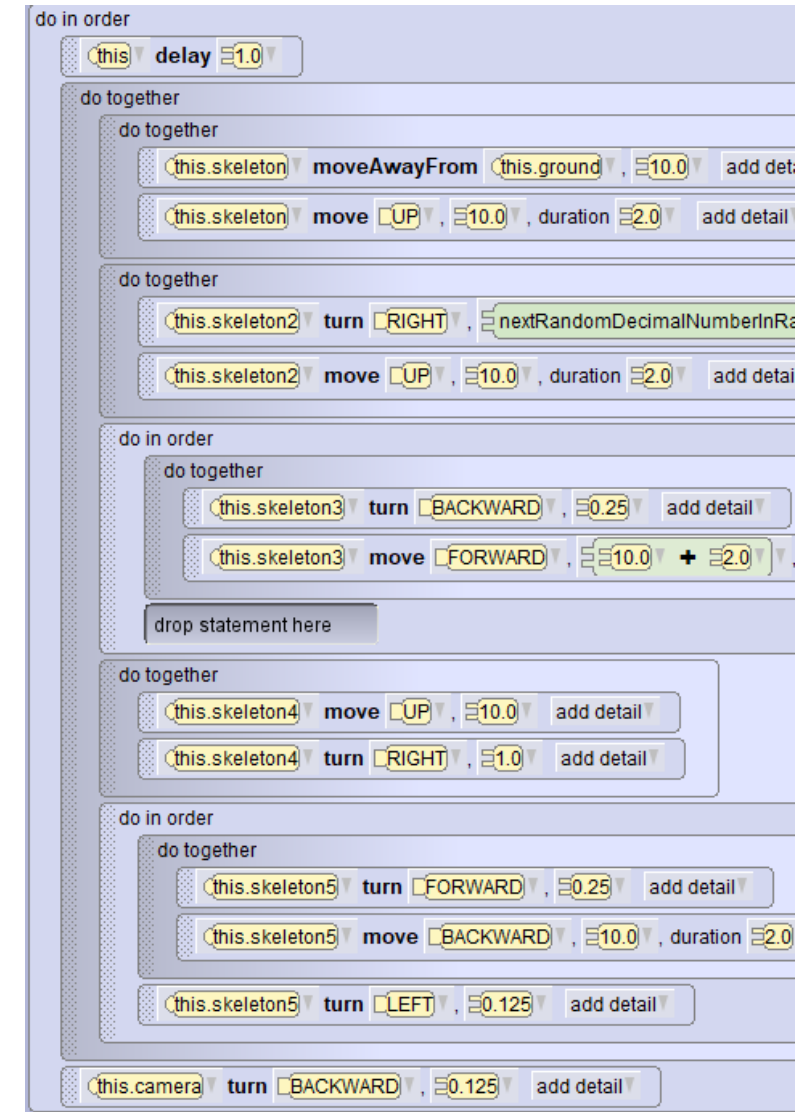 do in order
this delay 1.0
do together
do together
this.skeleton moveAwayFrom this.ground , 10.0 add deta
this.skeleton move UP , 10.0 , duration 2.0 add detail
do together
this.skeleton2 turn RIGHT , nextRandomDecimalNumberInRa
this.skeleton2 move UP , 10.0 , duration 2.0 add detai
do in order
do together
this.skeleton3 turn BACKWARD , 0.25 add detail
this.skeleton3 move FORWARD , 10.0 + 2.0 ,
drop statement here
do together
this.skeleton4 move UP , 10.0 add detail
this.skeleton4 turn RIGHT , 1.0 add detail
do in order
do together
this.skeleton5 turn FORWARD , 0.25 add detail
this.skeleton5 move BACKWARD , 10.0 , duration 2.0
this.skeleton5 turn LEFT , 0.125 add detail
this.camera turn BACKWARD , 0.125 add detail